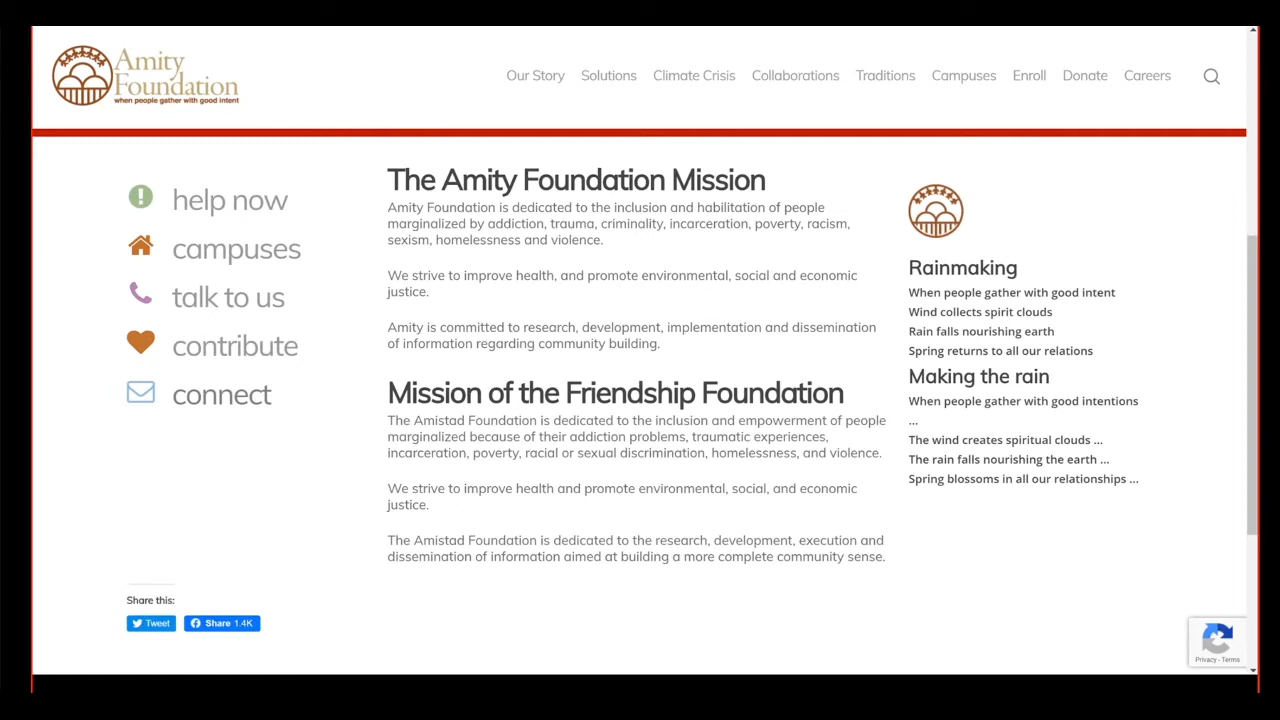 Amity
Foundation
when people gather with good intent
Our Story Solutions Climate Crisis Collaborations Traditions Campuses Enroll Donate Careers
help now
campuses
talk to us
contribute
connect
The Amity Foundation Mission
Amity Foundation is dedicated to the inclusion and habilitation of people
marginalized by addiction, trauma, criminality, incarceration, poverty, racism,
sexism, homelessness and violence.
We strive to improve health, and promote environmental, social and economic
justice.
Amity is committed to research, development, implementation and dissemination
of information regarding community building.
Mission of the Friendship Foundation
The Amistad Foundation is dedicated to the inclusion and empowerment of people
marginalized because of their addiction problems, traumatic experiences,
incarceration, poverty, racial or sexual discrimination, homelessness, and violence.
We strive to improve health and promote environmental, social, and economic
justice.
The Amistad Foundation is dedicated to the research, development, execution and
dissemination of information aimed at building a more complete community sense.
Rainmaking
When people gather with good intent
Wind collects spirit clouds
Rain falls nourishing earth
Spring returns to all our relations
Making the rain
When people gather with good intentions
...
The wind creates spiritual clouds ...
The rain falls nourishing the earth ...
Spring blossoms in all our relationships ...
Share this:
Tweet Share 1.4K
Privacy - Terms